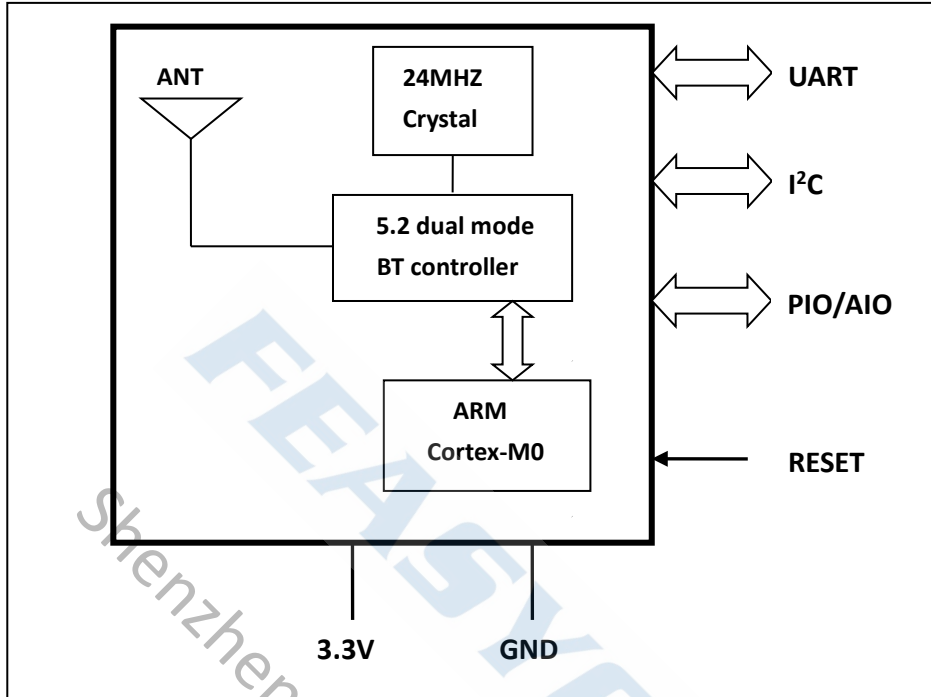 ANT
24MHZ
Crystal
5.2 dual mode
BT controller
ARM
Cortex-M0
UART
I²C
PIO/AIO
RESET
3.3V
GND
Shenzhen